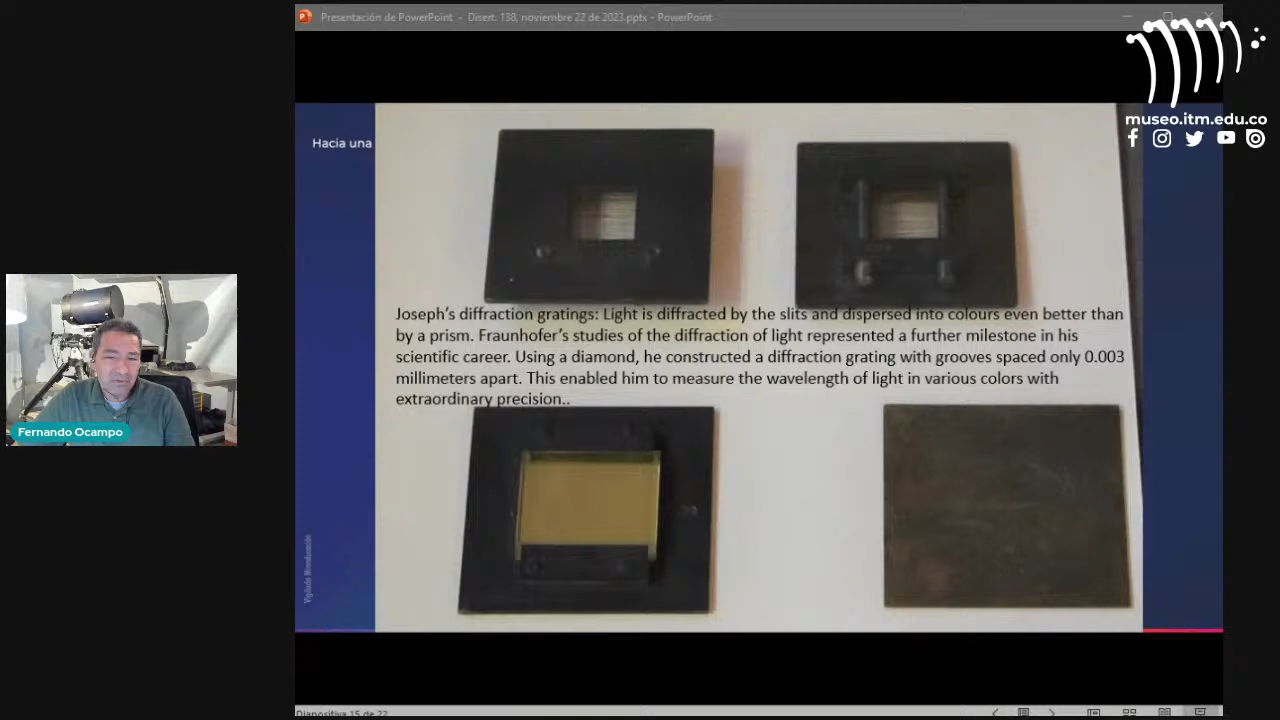 Presentación de PowerPoint - Disert. 138, noviembre 22 de 2023.pptx - PowerPoint
museo.itm.edu.co
Hacia una
Joseph's diffraction gratings: Light is diffracted by the slits and dispersed into colours even better than
by a prism. Fraunhofer's studies of the diffraction of light represented a further milestone in his
scientific career. Using a diamond, he constructed a diffraction grating with grooves spaced only 0.003
millimeters apart. This enabled him to measure the wavelength of light in various colors with
extraordinary precision..
Fernando Ocampo
Vigilada Mineducación
Diapositiva 15 de 22